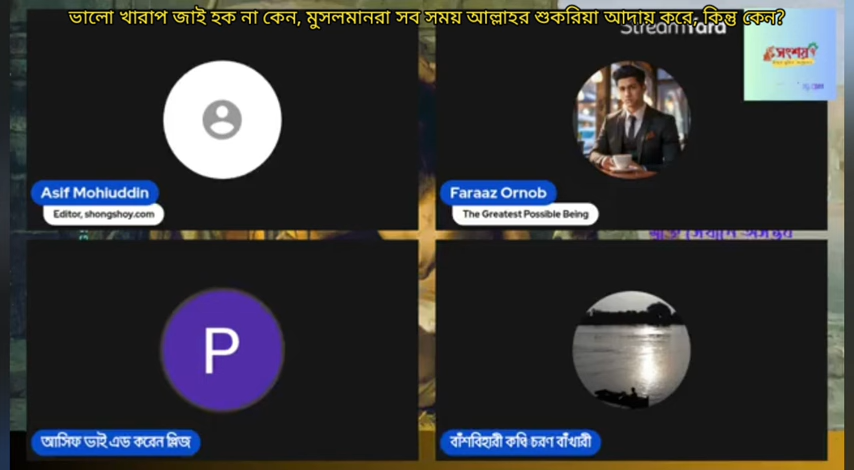 ভালো খারাপ জাই হক না কেন, মুসলমানরা সব সময় আল্লাহর শুকরিয়া আদায় করে, কিন্তু কেন?
StreamYard
সংশয়
Asif Mohiuddin
Editor, shongshoy.com
Faraaz Ornob
The Greatest Possible Being
P
আসিফ ভাই এড করেন প্লিজ
বাঁশবিহারী কবি চরণ বাঁখারী